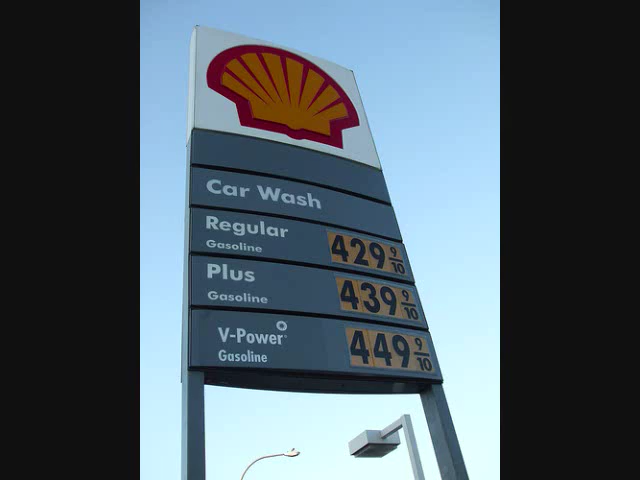 Car Wash
Regular
Gasoline
429 9/10
Plus
Gasoline
439 9/10
V-Power
Gasoline
449 9/10